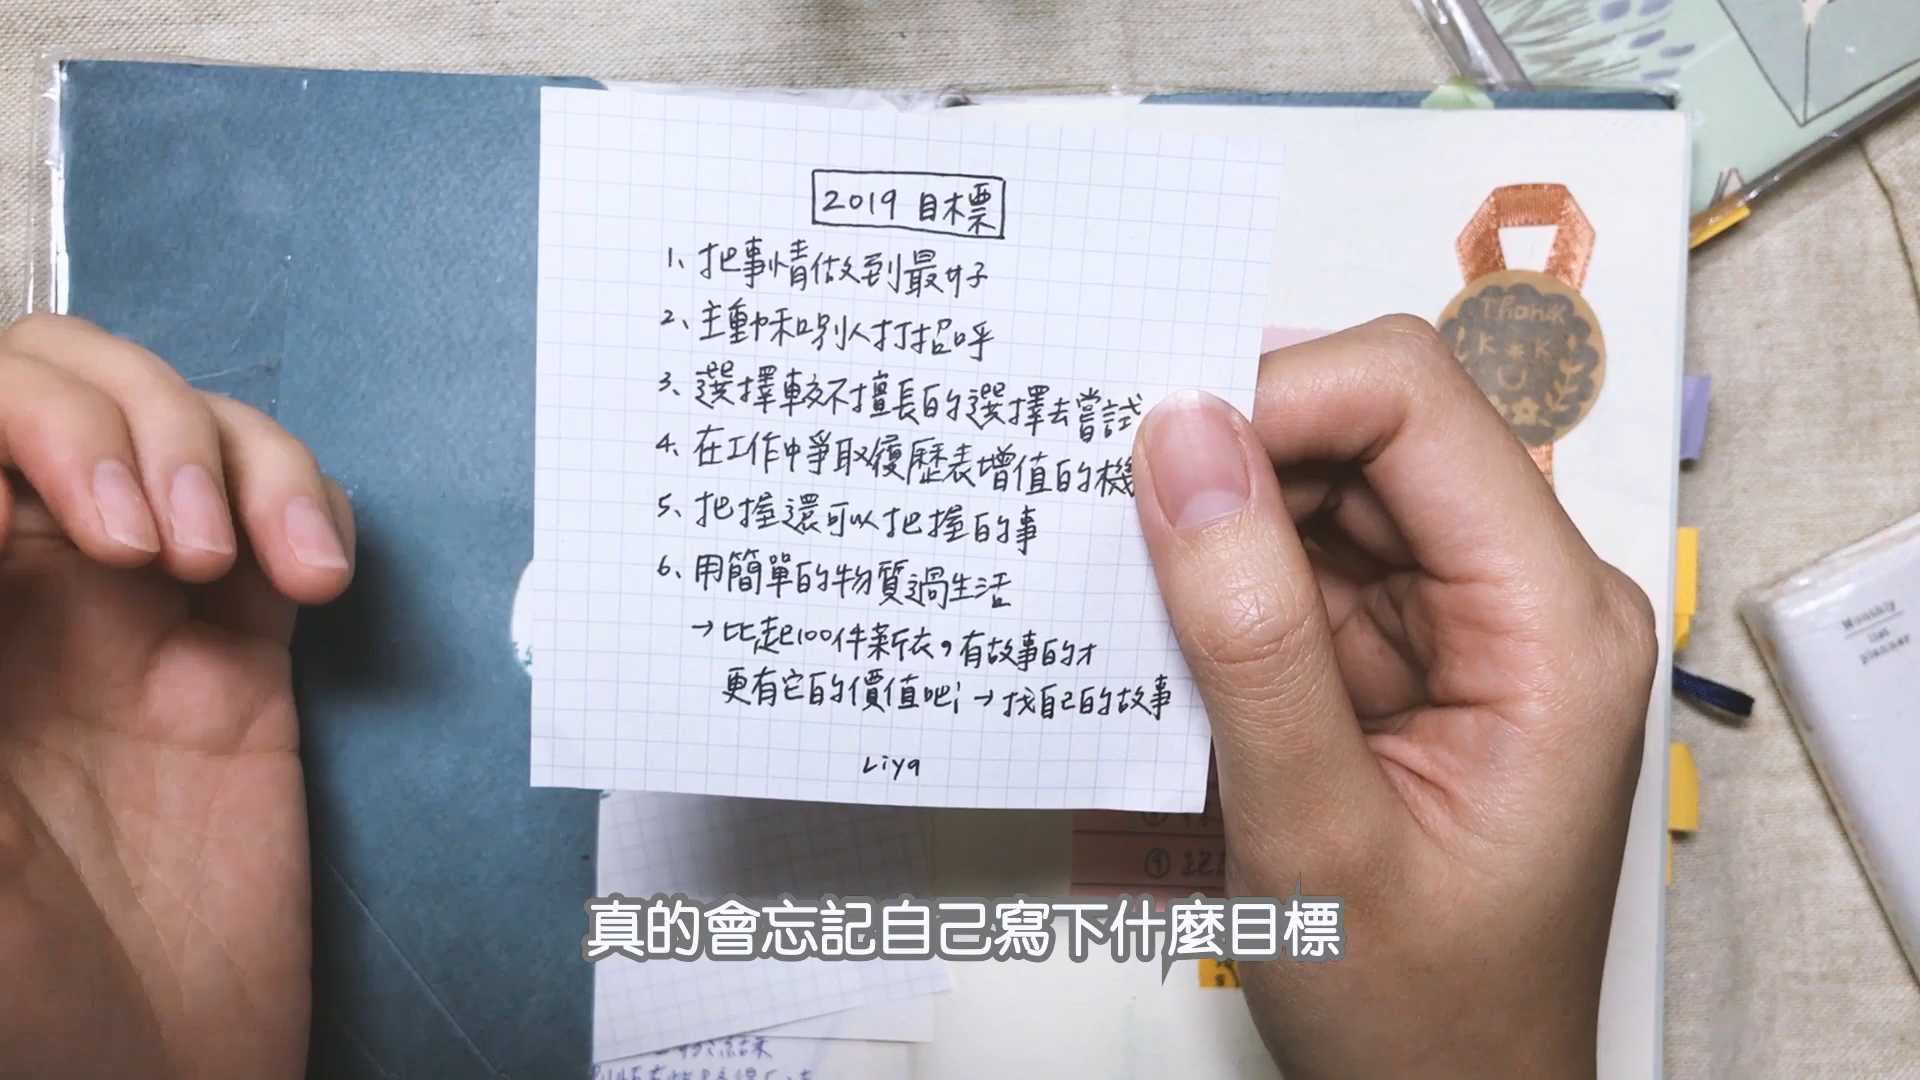 2019 目標
1、把事情做到最好
2、主動和別人打招呼
3、選擇較不擅長的選擇去嘗試
4、在工作中爭取履歷表增值的機
5、把握還可以把握的事
6、用簡單的物質過生活
→比起100件新衣，有故事的才
更有它的價值吧！→找自己的故事
Liya
Thank
Monthly
list
planner
真的會忘記自己寫下什麼目標